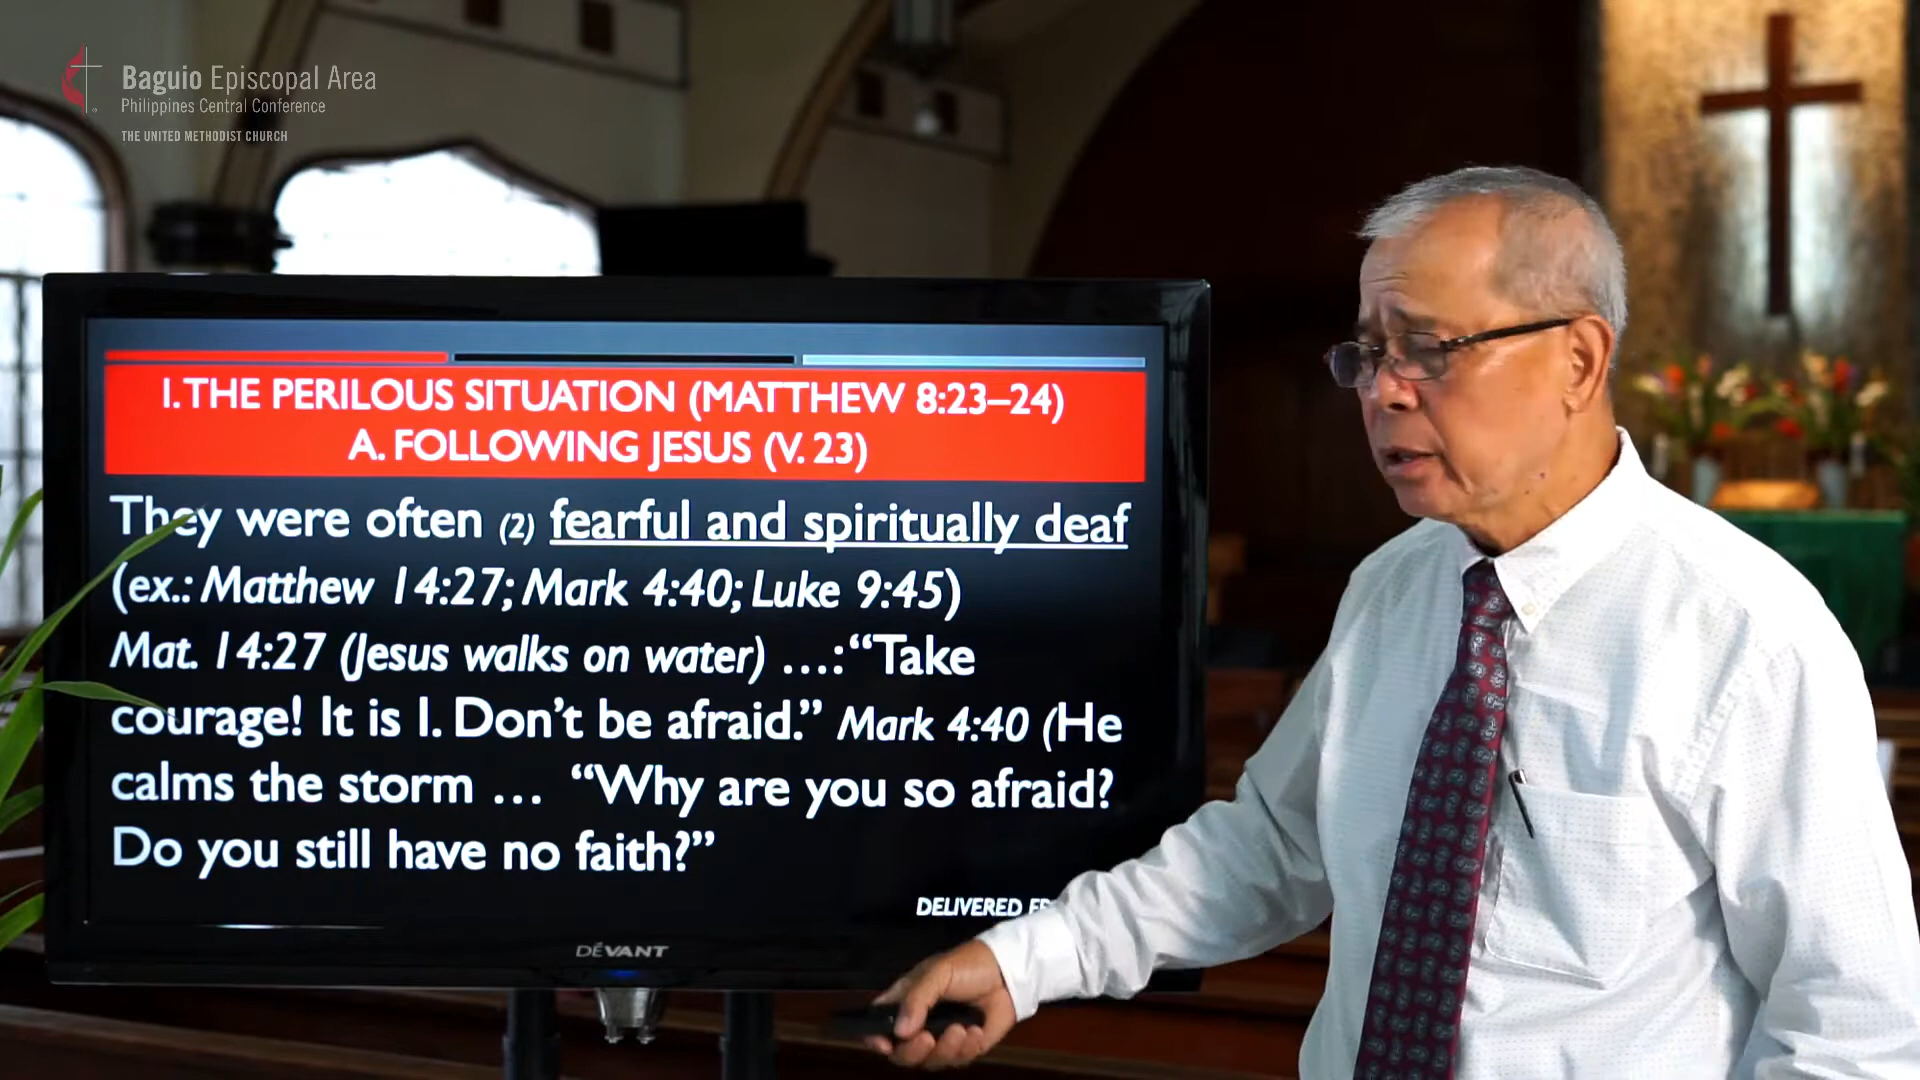 Baguio Episcopal Area
Philippines Central Conference
THE UNITED METHODIST CHURCH
I. THE PERILOUS SITUATION (MATTHEW 8:23–24)
A. FOLLOWING JESUS (V. 23)
They were often (2) fearful and spiritually deaf
(ex.: Matthew 14:27; Mark 4:40; Luke 9:45)
Mat. 14:27 (Jesus walks on water) …: “Take
courage! It is I. Don’t be afraid.” Mark 4:40 (He
calms the storm … “Why are you so afraid?
Do you still have no faith?”
DELIVERED
DEVANT